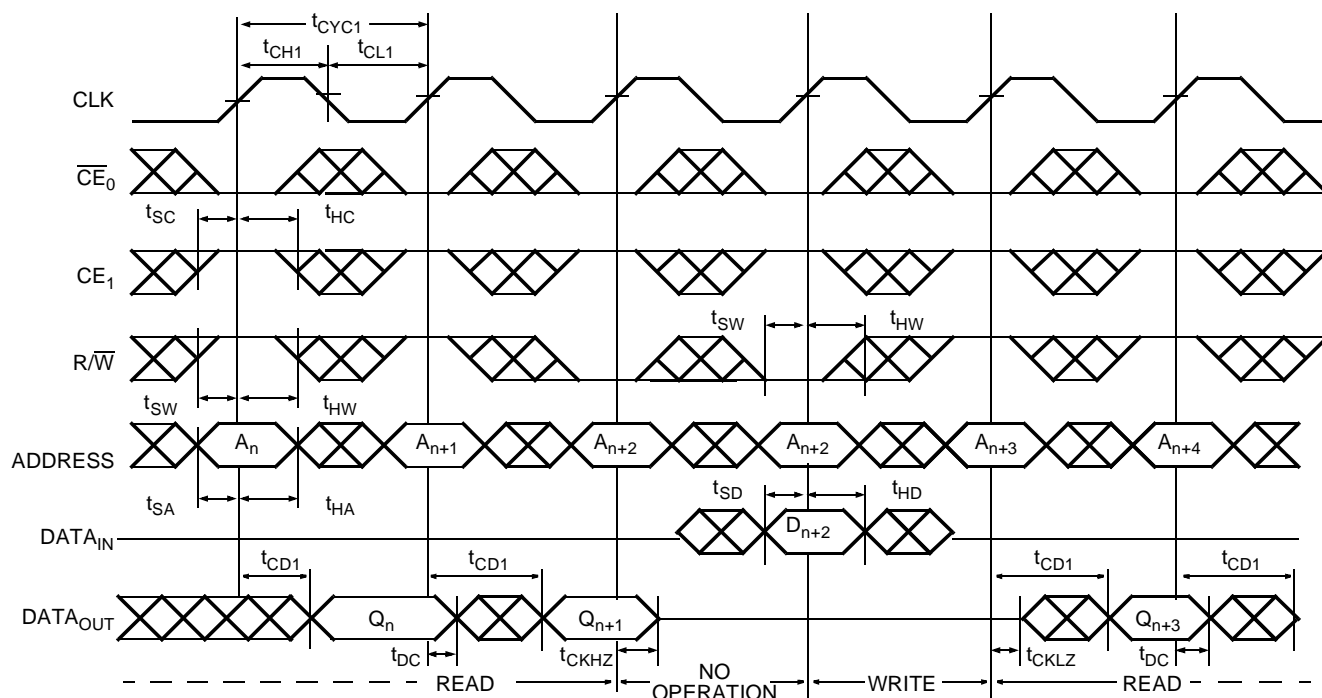 tCYC1
tCH1 tCL1
CLK
CE0
tSC tHC
CE1
tSW tHW
R/W
tSW tHW
An An+1 An+2 An+2 An+3 An+4
ADDRESS
tSA tHA tSD tHD
Dn+2
DATAIN
tCD1 tCD1 tCD1 tCD1
DATAOUT Qn Qn+1 Qn+3
tDC tCKHZ tCKLZ tDC
READ NO OPERATION WRITE READ